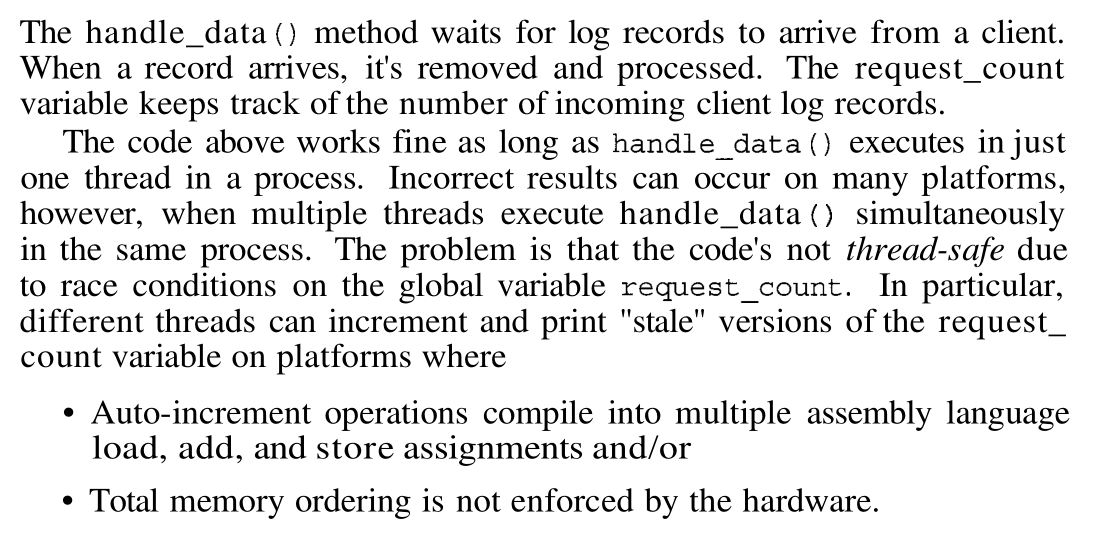 The handle_data() method waits for log records to arrive from a client.
When a record arrives, it's removed and processed. The request_count
variable keeps track of the number of incoming client log records.
The code above works fine as long as handle_data() executes in just
one thread in a process. Incorrect results can occur on many platforms,
however, when multiple threads execute handle_data() simultaneously
in the same process. The problem is that the code's not thread-safe due
to race conditions on the global variable request_count. In particular,
different threads can increment and print "stale" versions of the request_
count variable on platforms where
• Auto-increment operations compile into multiple assembly language
load, add, and store assignments and/or
• Total memory ordering is not enforced by the hardware.